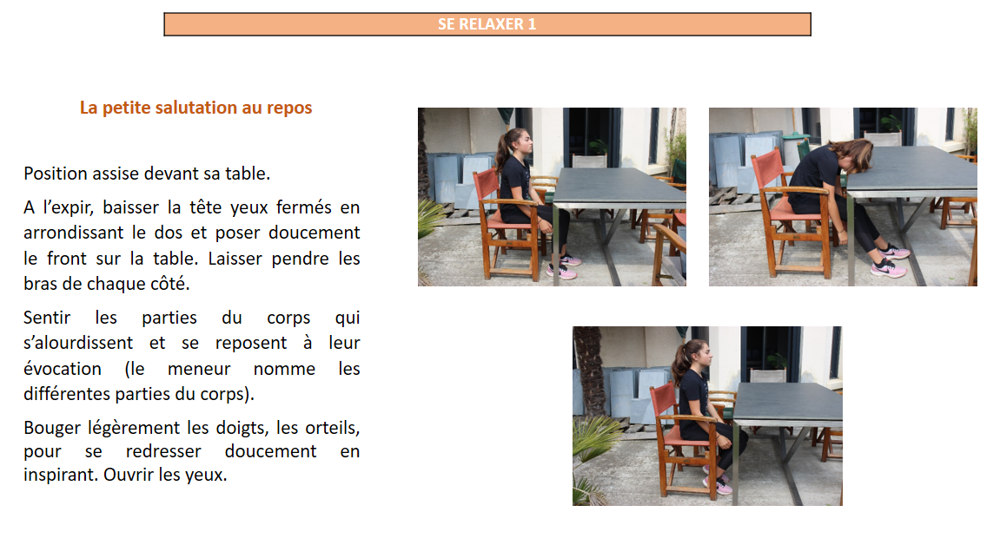 SE RELAXER 1
La petite salutation au repos
Position assise devant sa table.
A l’expir, baisser la tête yeux fermés en
arrondissant le dos et poser doucement
le front sur la table. Laisser pendre les
bras de chaque côté.
Sentir les parties du corps qui
s’alourdissent et se reposent à leur
évocation (le meneur nomme les
différentes parties du corps).
Bouger légèrement les doigts, les orteils,
pour se redresser doucement en
inspirant. Ouvrir les yeux.